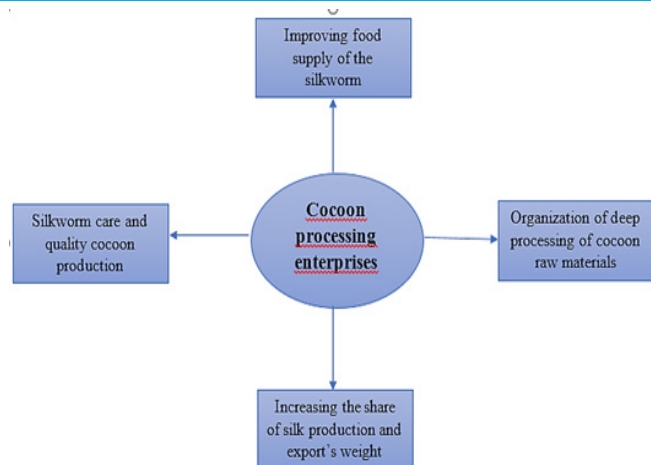 Improving food
supply of the
silkworm
Silkworm care and
quality cocoon
production
Cocoon
processing
enterprises
Organization of deep
processing of cocoon
raw materials
Increasing the share
of silk production and
export's weight